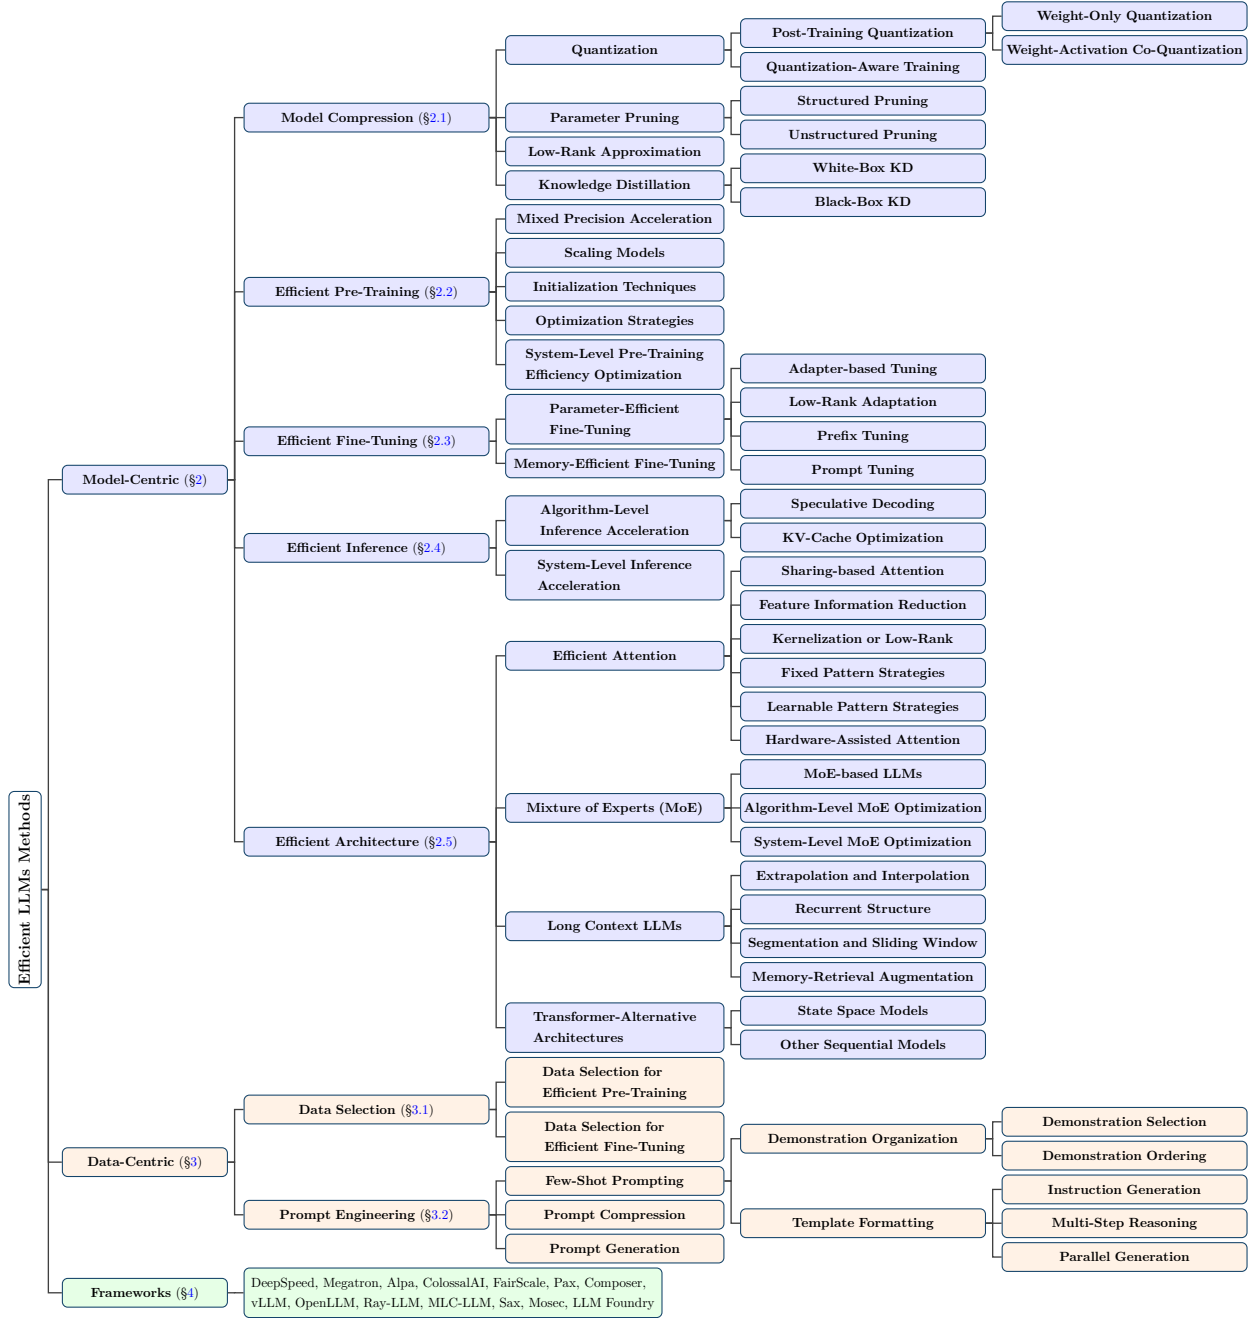 Efficient LLMs Methods
Model-Centric (§2)
Model Compression (§2.1)
Quantization
Post-Training Quantization
Weight-Only Quantization
Weight-Activation Co-Quantization
Quantization-Aware Training
Parameter Pruning
Structured Pruning
Unstructured Pruning
Low-Rank Approximation
Knowledge Distillation
White-Box KD
Black-Box KD
Efficient Pre-Training (§2.2)
Mixed Precision Acceleration
Scaling Models
Initialization Techniques
Optimization Strategies
System-Level Pre-Training
Efficiency Optimization
Efficient Fine-Tuning (§2.3)
Parameter-Efficient
Fine-Tuning
Adapter-based Tuning
Low-Rank Adaptation
Prefix Tuning
Prompt Tuning
Memory-Efficient Fine-Tuning
Efficient Inference (§2.4)
Algorithm-Level
Inference Acceleration
Speculative Decoding
KV-Cache Optimization
System-Level Inference
Acceleration
Efficient Architecture (§2.5)
Efficient Attention
Sharing-based Attention
Feature Information Reduction
Kernelization or Low-Rank
Fixed Pattern Strategies
Learnable Pattern Strategies
Hardware-Assisted Attention
Mixture of Experts (MoE)
MoE-based LLMs
Algorithm-Level MoE Optimization
System-Level MoE Optimization
Long Context LLMs
Extrapolation and Interpolation
Recurrent Structure
Segmentation and Sliding Window
Memory-Retrieval Augmentation
Transformer-Alternative
Architectures
State Space Models
Other Sequential Models
Data-Centric (§3)
Data Selection (§3.1)
Data Selection for
Efficient Pre-Training
Data Selection for
Efficient Fine-Tuning
Prompt Engineering (§3.2)
Few-Shot Prompting
Demonstration Organization
Demonstration Selection
Demonstration Ordering
Template Formatting
Instruction Generation
Multi-Step Reasoning
Parallel Generation
Prompt Compression
Prompt Generation
Frameworks (§4)
DeepSpeed, Megatron, Alpa, ColossalAI, FairScale, Pax, Composer,
vLLM, OpenLLM, Ray-LLM, MLC-LLM, Sax, Mosec, LLM Foundry